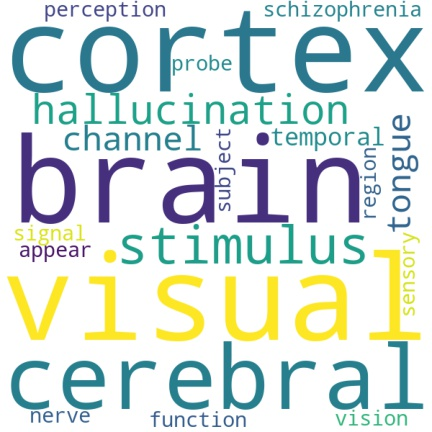 perception
schizophrenia
cortex
probe
hallucination
channel
temporal
subject
region
tongue
brain
signal
appear
stimulus
sensory
visual
cerebral
nerve
function
vision